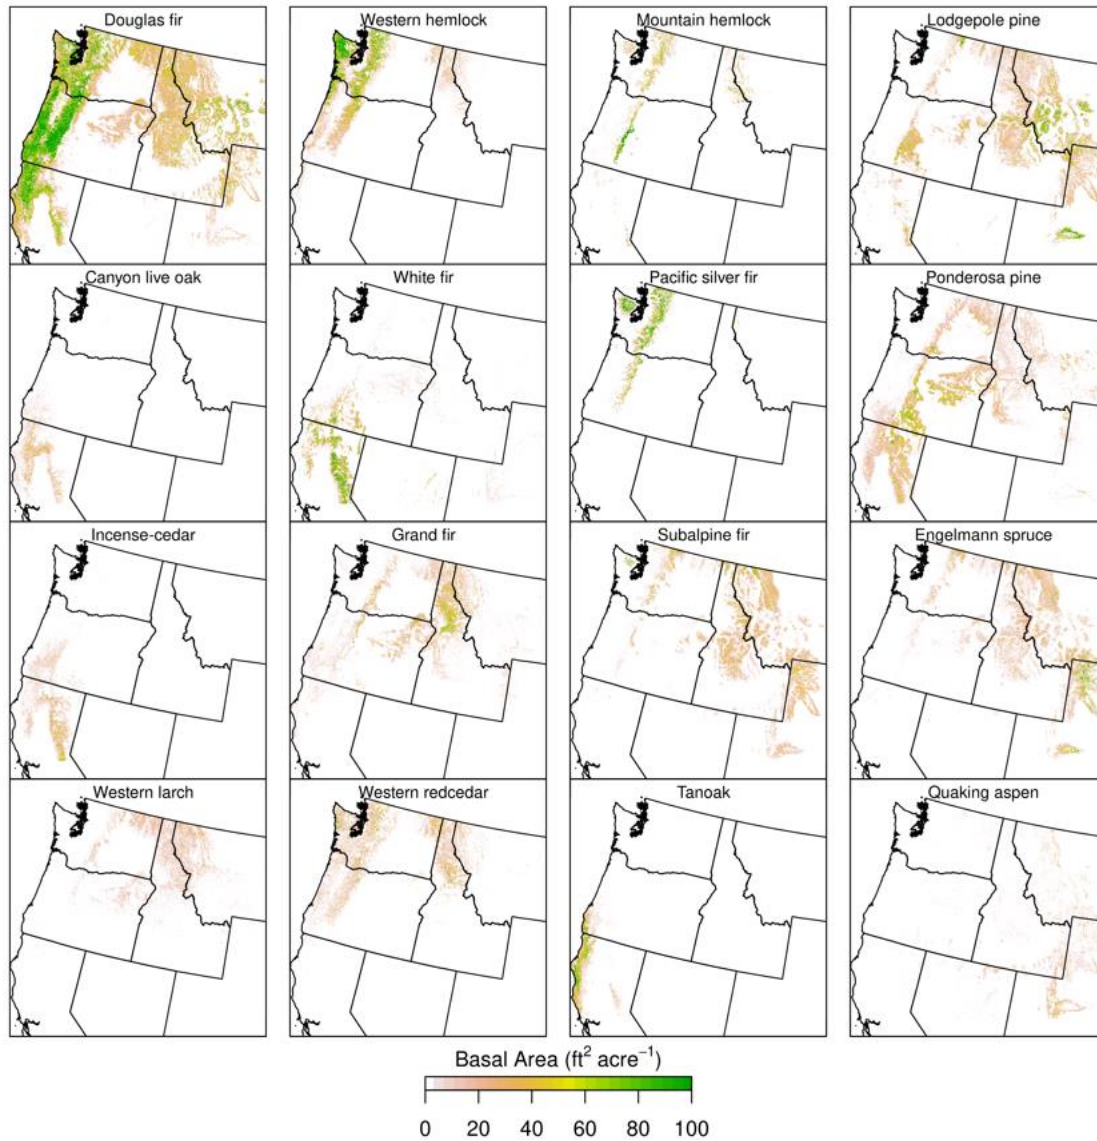 Douglas fir
Western hemlock
Mountain hemlock
Lodgepole pine
Canyon live oak
White fir
Pacific silver fir
Ponderosa pine
Incense-cedar
Grand fir
Subalpine fir
Engelmann spruce
Western larch
Western redcedar
Tanoak
Quaking aspen
Basal Area (ft² acre⁻¹)
0 20 40 60 80 100